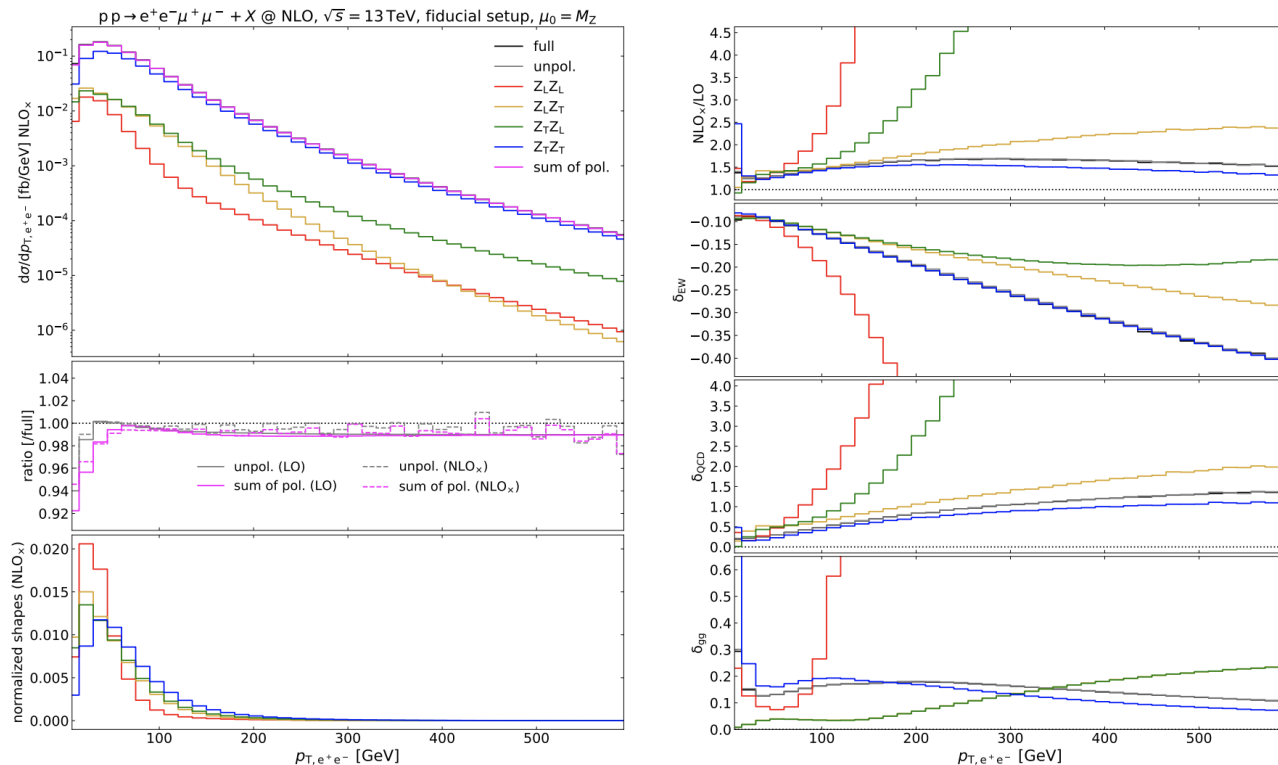 pp → e⁺e⁻μ⁺μ⁻ + X @ NLO, √s = 13 TeV, fiducial setup, μ₀ = M_Z
dσ/dp_{T,e⁺e⁻} [fb/GeV] NLO×
10⁻¹
10⁻²
10⁻³
10⁻⁴
10⁻⁵
10⁻⁶
full
unpol.
Z_LZ_L
Z_LZ_T
Z_TZ_L
Z_TZ_T
sum of pol.
ratio [/full]
1.04
1.02
1.00
0.98
0.96
0.94
0.92
unpol. (LO)
sum of pol. (LO)
unpol. (NLO×)
sum of pol. (NLO×)
normalized shapes (NLO×)
0.020
0.015
0.010
0.005
0.000
100 200 300 400 500
p_{T,e⁺e⁻} [GeV]
NLO×/LO
4.5
4.0
3.5
3.0
2.5
2.0
1.5
1.0
δ_EW
−0.10
−0.15
−0.20
−0.25
−0.30
−0.35
−0.40
δ_QCD
4.0
3.5
3.0
2.5
2.0
1.5
1.0
0.5
0.0
δ_gg
0.6
0.5
0.4
0.3
0.2
0.1
0.0
100 200 300 400 500
p_{T,e⁺e⁻} [GeV]